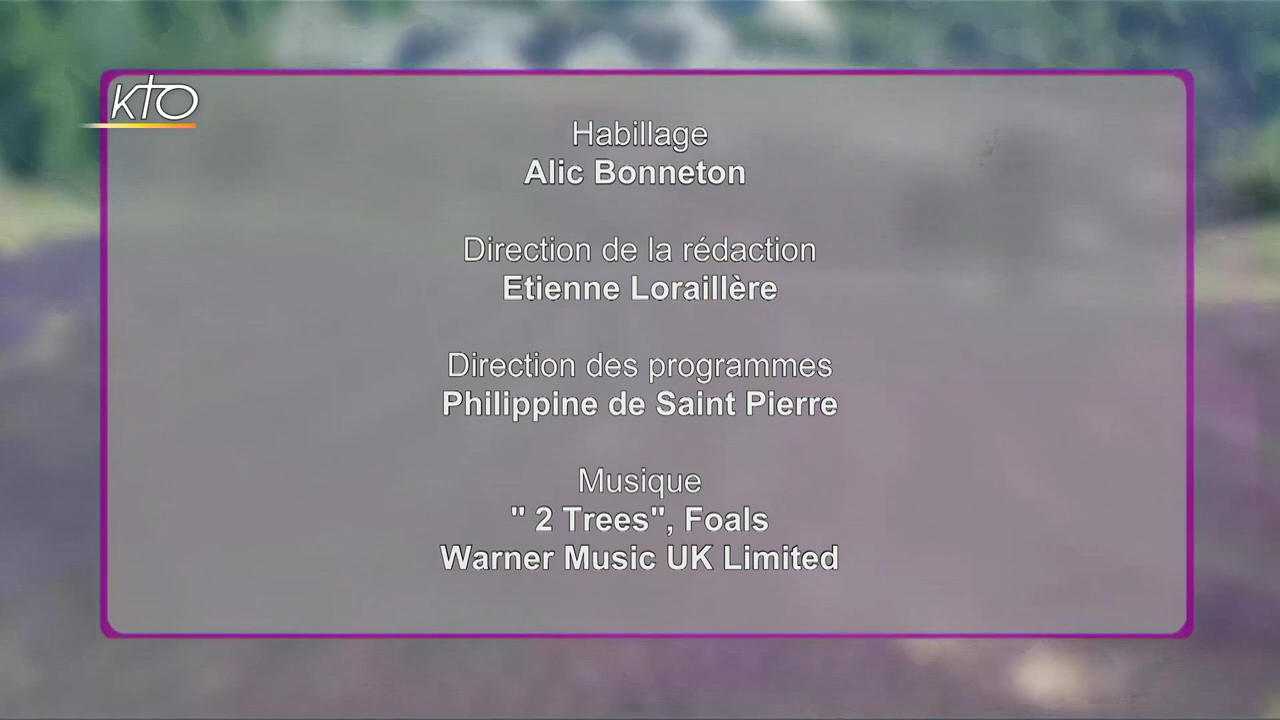 KTO
Habillage
Alic Bonneton
Direction de la rédaction
Etienne Loraillère
Direction des programmes
Philippine de Saint Pierre
Musique
" 2 Trees", Foals
Warner Music UK Limited